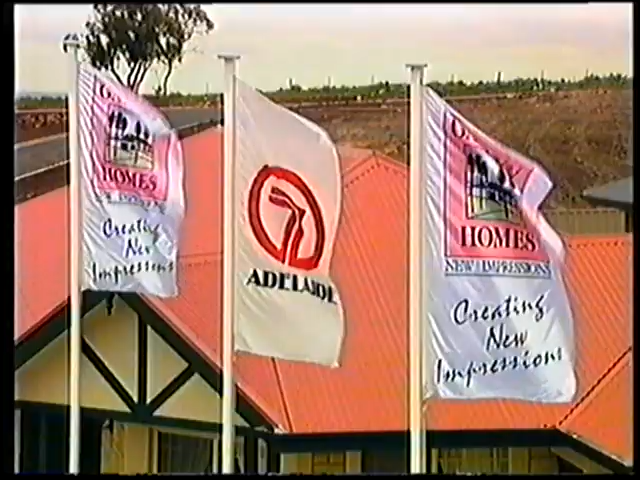 HOMES
Creating
New
Impressions
7
ADELAIDE
HOMES
NEW IMPRESSIONS
Creating
New
Impressions